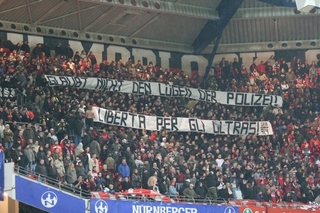 GLAUBT NICHT DEN LÜGEN DER POLIZEI!
LIBERTÀ PER GLI ULTRAS!
NÜRNBERGER